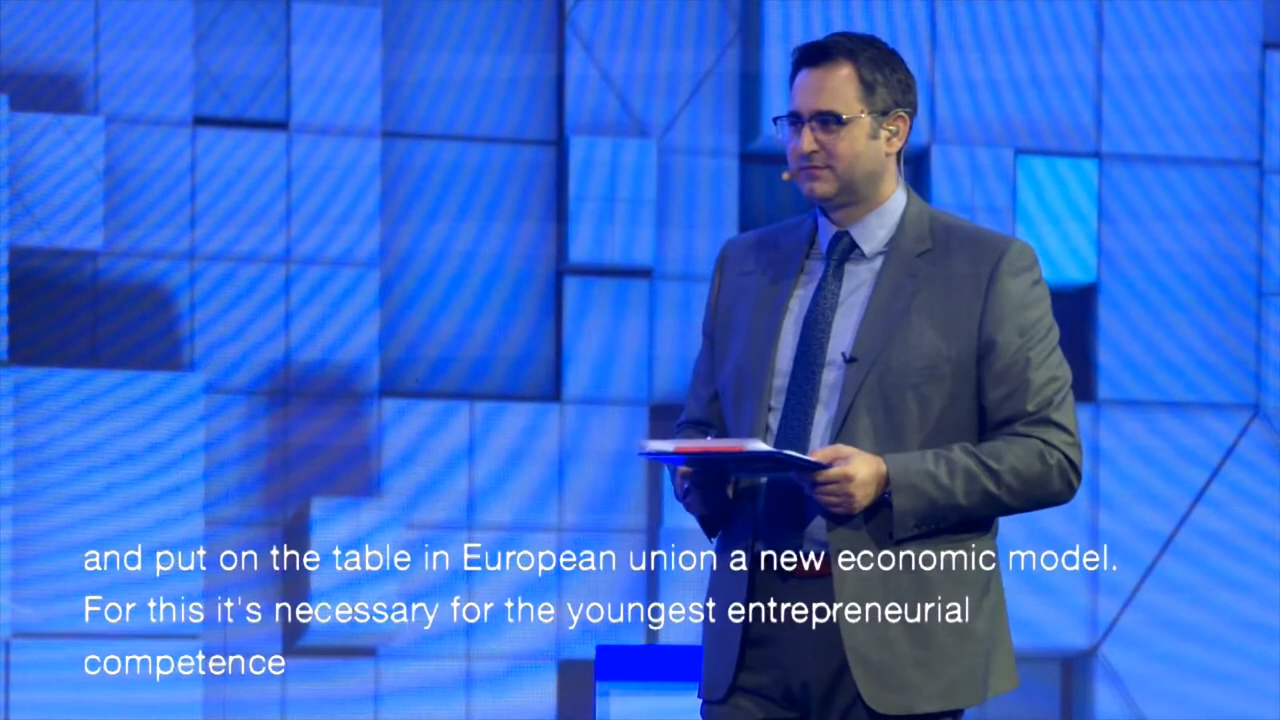 and put on the table in European union a new economic model.
For this it's necessary for the youngest entrepreneurial
competence